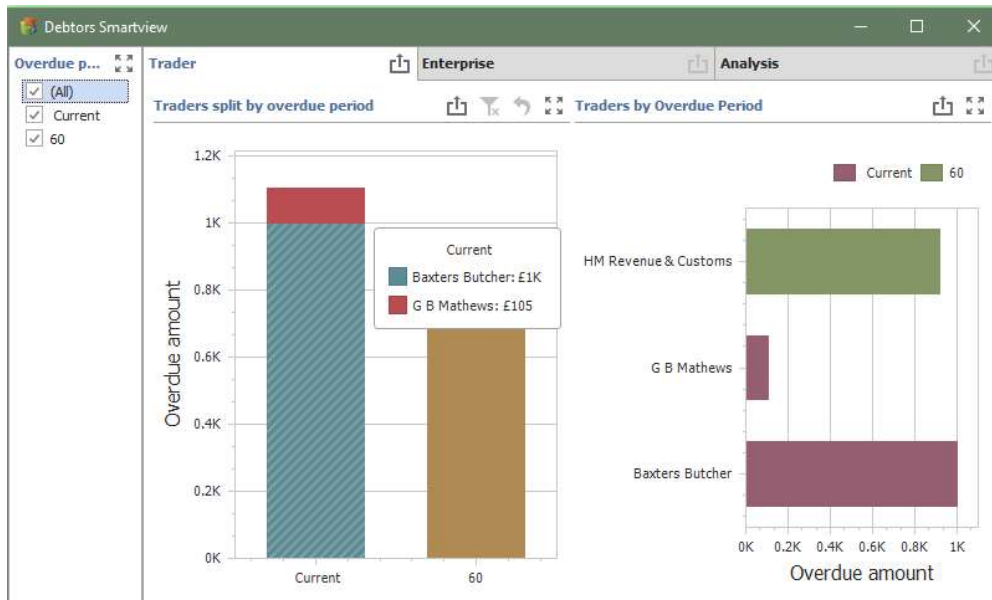 Debtors Smartview
Overdue p...
(All)
Current
60
Trader
Enterprise
Analysis
Traders split by overdue period
1.2K
1K
0.8K
0.6K
0.4K
0.2K
0K
Overdue amount
Current
60
Current
Baxters Butcher: £1K
G B Mathews: £105
Traders by Overdue Period
Current 60
HM Revenue & Customs
G B Mathews
Baxters Butcher
0K 0.2K 0.4K 0.6K 0.8K 1K
Overdue amount